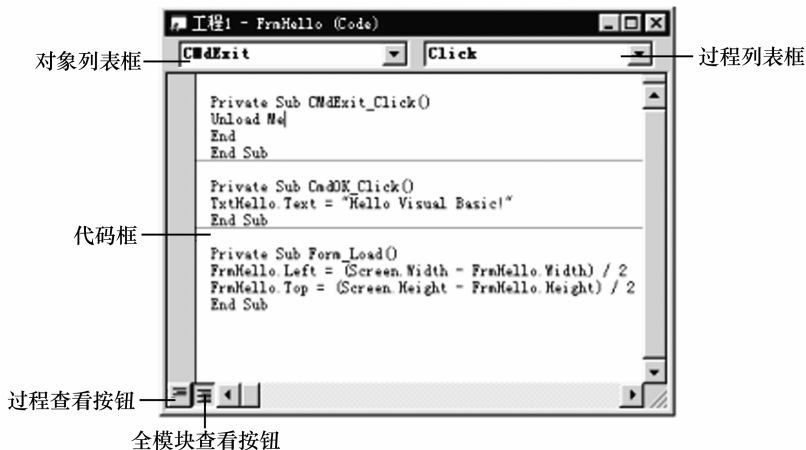 工程1 - FrmHello (Code)
对象列表框
CMdExit
Click
过程列表框
Private Sub CMdExit_Click()
Unload Me
End
End Sub
Private Sub CmdOK_Click()
TxtHello.Text = "Hello Visual Basic!"
End Sub
代码框
Private Sub Form_Load()
FrmHello.Left = (Screen.Width - FrmHello.Width) / 2
FrmHello.Top = (Screen.Height - FrmHello.Height) / 2
End Sub
过程查看按钮
全模块查看按钮